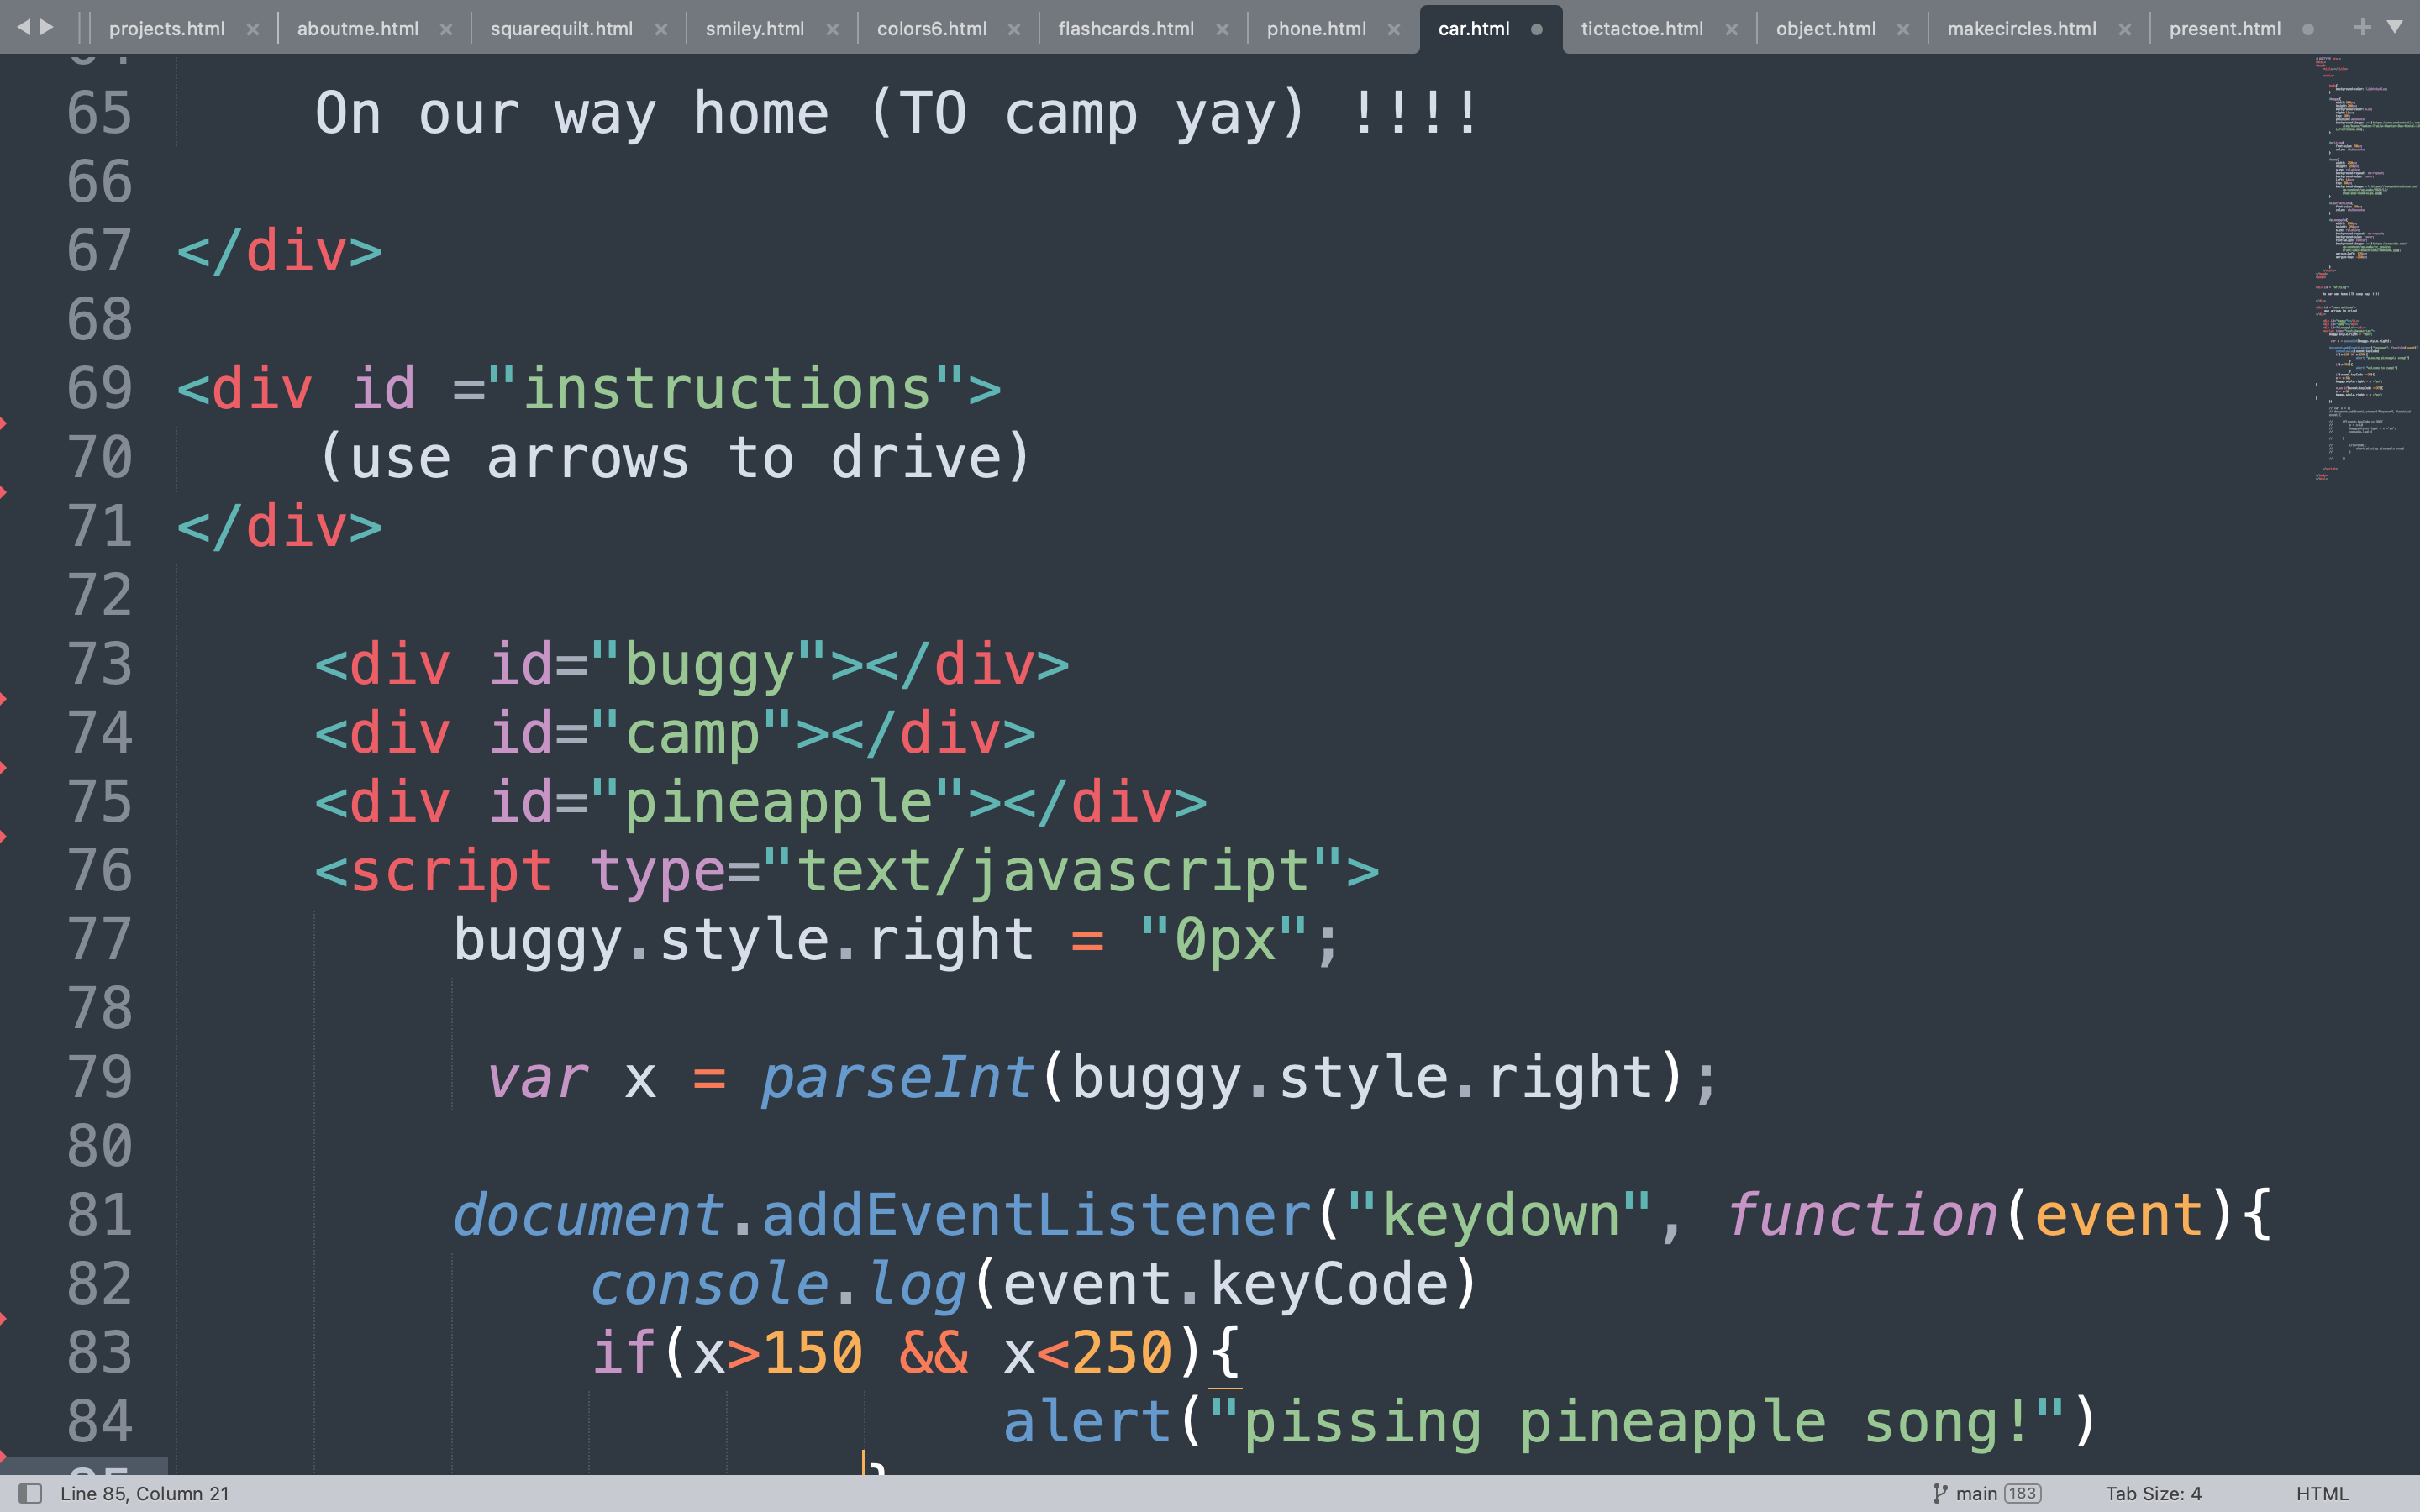 projects.html aboutme.html squarequilt.html smiley.html colors6.html flashcards.html phone.html car.html tictactoe.html object.html makecircles.html present.html
65 On our way home (TO camp yay) !!!!
66
67 </div>
68
69 <div id ="instructions">
70 (use arrows to drive)
71 </div>
72
73 <div id="buggy"></div>
74 <div id="camp"></div>
75 <div id="pineapple"></div>
76 <script type="text/javascript">
77 buggy.style.right = "0px";
78
79 var x = parseInt(buggy.style.right);
80
81 document.addEventListener("keydown", function(event){
82 console.log(event.keyCode)
83 if(x>150 && x<250){
84 alert("pissing pineapple song!")
}
Line 85, Column 21 main 183 Tab Size: 4 HTML